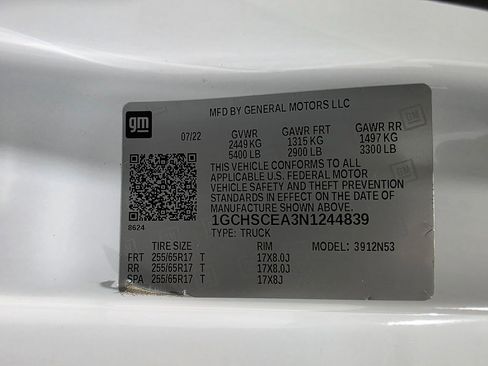 gm
MFD BY GENERAL MOTORS LLC
07/22 GVWR GAWR FRT GAWR RR
2449 KG 1315 KG 1497 KG
5400 LB 2900 LB 3300 LB
THIS VEHICLE CONFORMS TO ALL
APPLICABLE U.S. FEDERAL MOTOR
VEHICLE SAFETY AND THEFT PREVENTION
STANDARDS IN EFFECT ON THE DATE OF
MANUFACTURE SHOWN ABOVE.
1GCHSCEA3N1244839
8624 TYPE: TRUCK
TIRE SIZE RIM MODEL: 3912N53
FRT 255/65R17 T 17X8.0J
RR 255/65R17 T 17X8.0J
SPA 255/65R17 T 17X8J